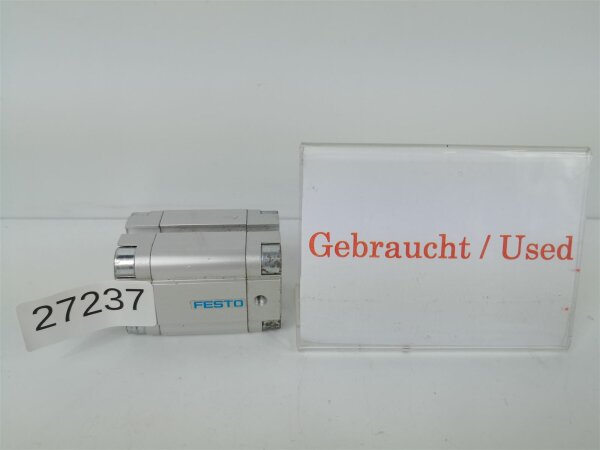 27237
FESTO
Gebraucht / Used